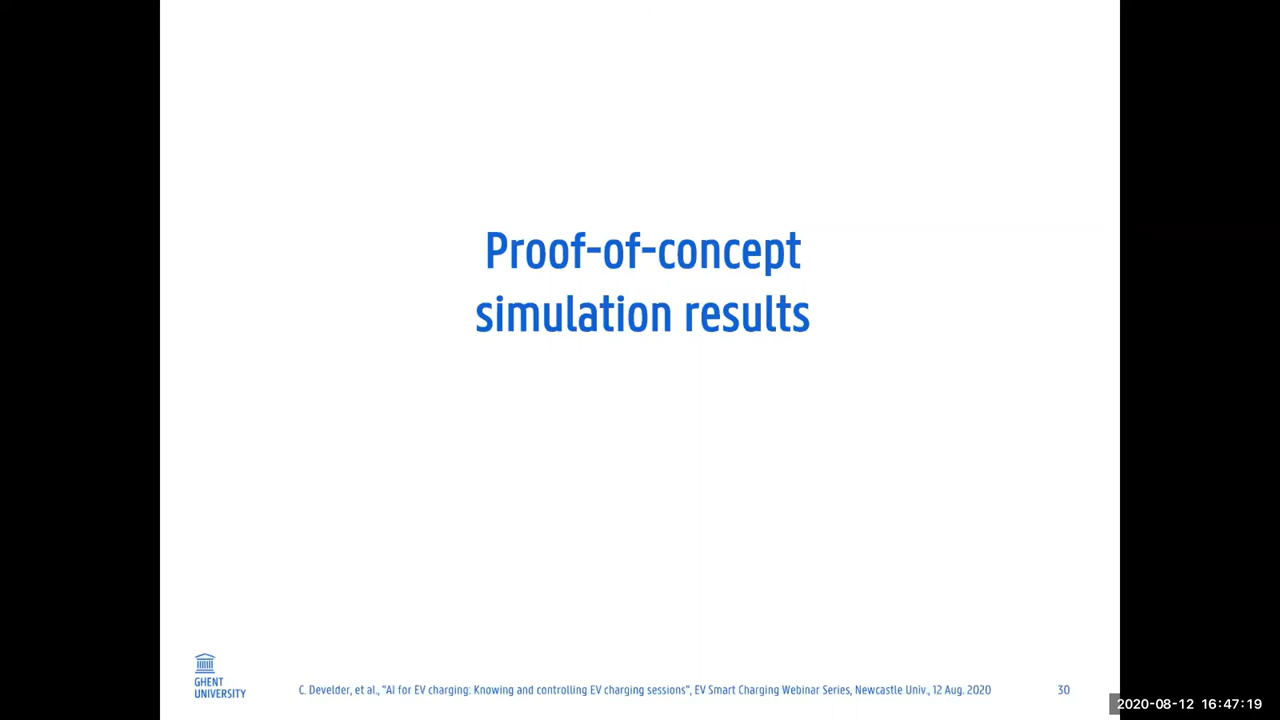 Proof-of-concept
simulation results
GHENT
UNIVERSITY
C. Develder, et al., "AI for EV charging: Knowing and controlling EV charging sessions", EV Smart Charging Webinar Series, Newcastle Univ., 12 Aug. 2020
30
2020-08-12 16:47:19